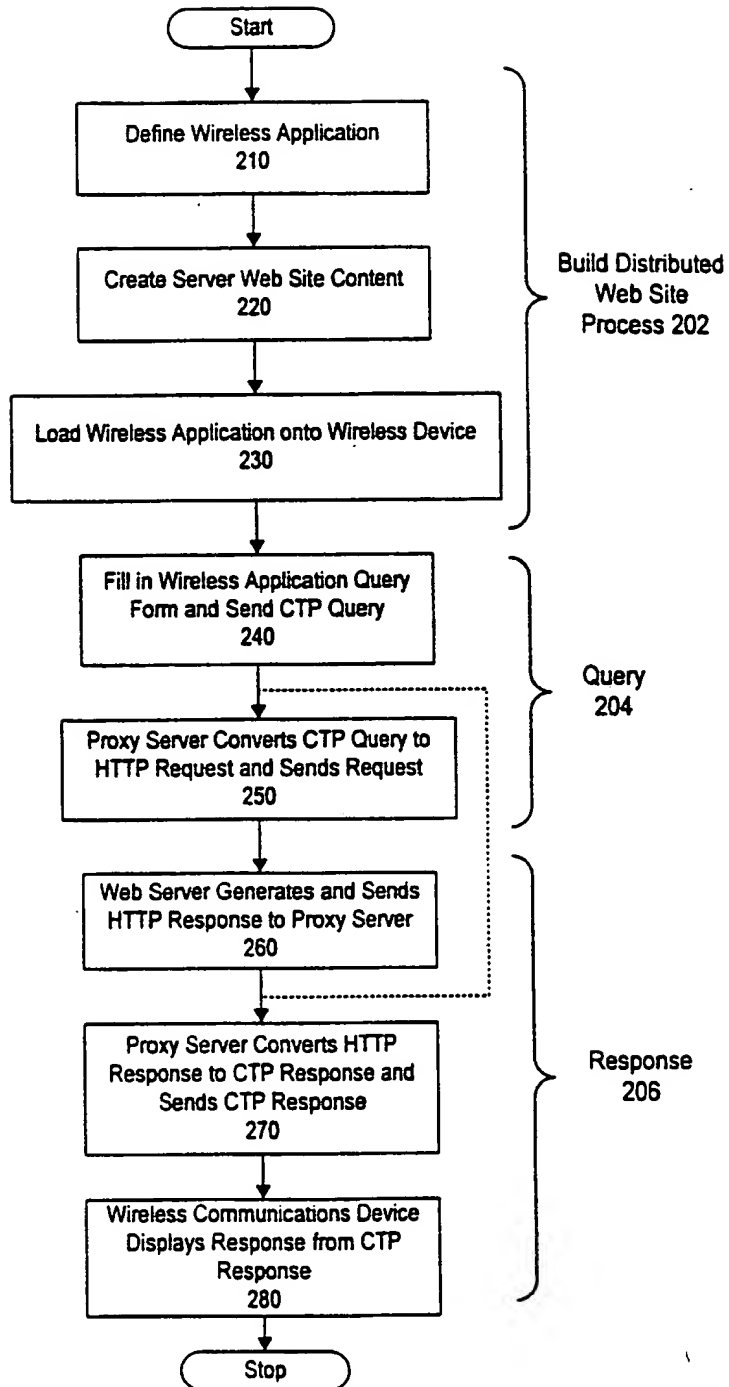 Start
Define Wireless Application
210
Create Server Web Site Content
220
Load Wireless Application onto Wireless Device
230
Build Distributed
Web Site
Process 202
Fill in Wireless Application Query
Form and Send CTP Query
240
Proxy Server Converts CTP Query to
HTTP Request and Sends Request
250
Query
204
Web Server Generates and Sends
HTTP Response to Proxy Server
260
Proxy Server Converts HTTP
Response to CTP Response and
Sends CTP Response
270
Wireless Communications Device
Displays Response from CTP
Response
280
Response
206
Stop